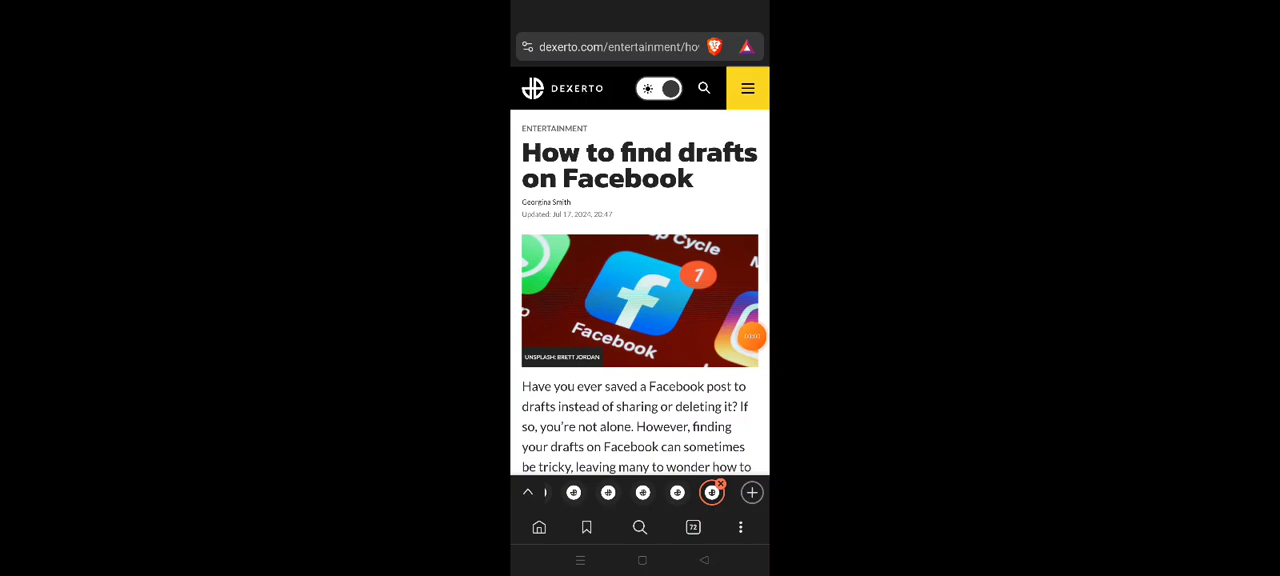 dexerto.com/entertainment/ho
DEXERTO
ENTERTAINMENT
How to find drafts
on Facebook
Georgina Smith
Updated: Jul 17, 2024, 20:47
p Cycle
1
Facebook
UNSPLASH: BRETT JORDAN
00:00
Have you ever saved a Facebook post to
drafts instead of sharing or deleting it? If
so, you’re not alone. However, finding
your drafts on Facebook can sometimes
be tricky, leaving many to wonder how to
72